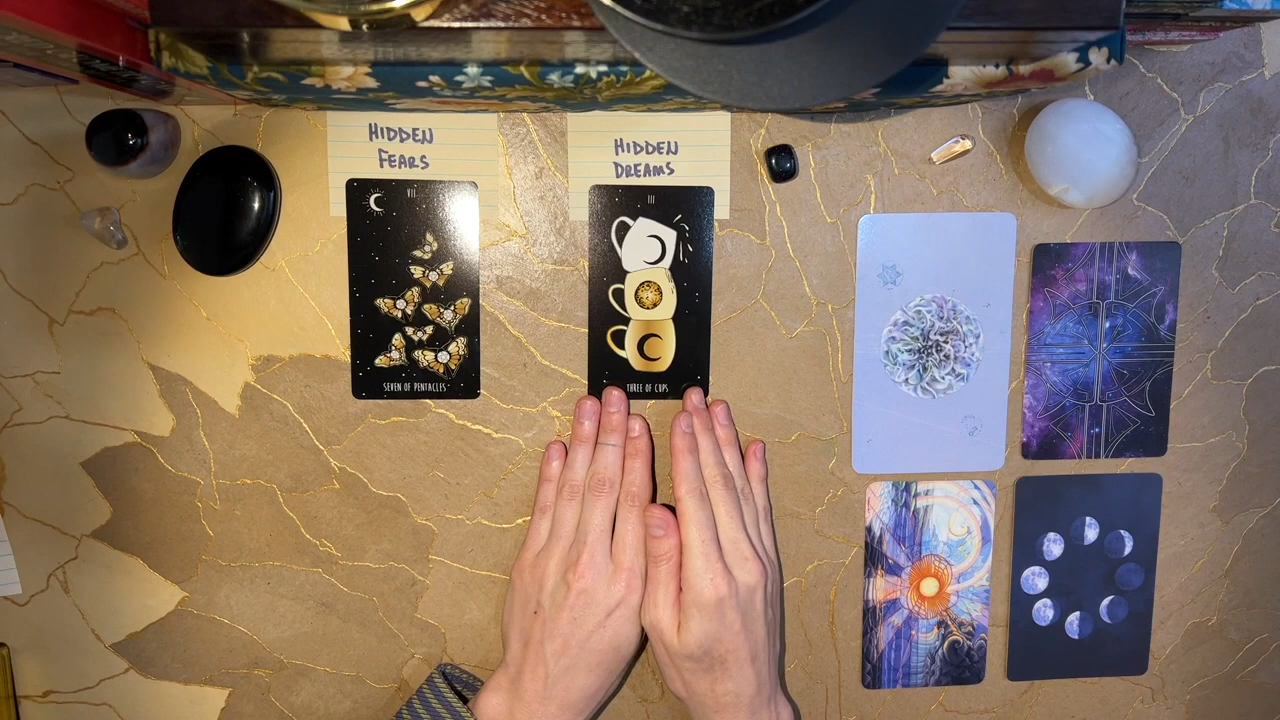 HIDDEN
FEARS
HIDDEN
DREAMS
VII
SEVEN OF PENTACLES
III
THREE OF CUPS